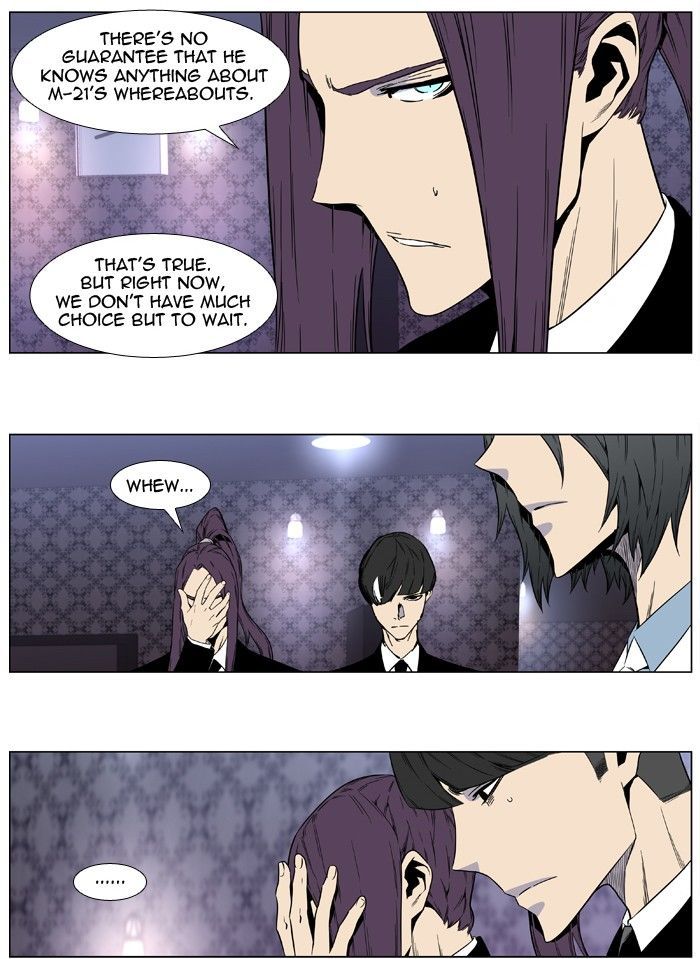 THERE'S NO
GUARANTEE THAT HE
KNOWS ANYTHING ABOUT
M-21'S WHEREABOUTS.
THAT'S TRUE.
BUT RIGHT NOW,
WE DON'T HAVE MUCH
CHOICE BUT TO WAIT.
WHEW...
......